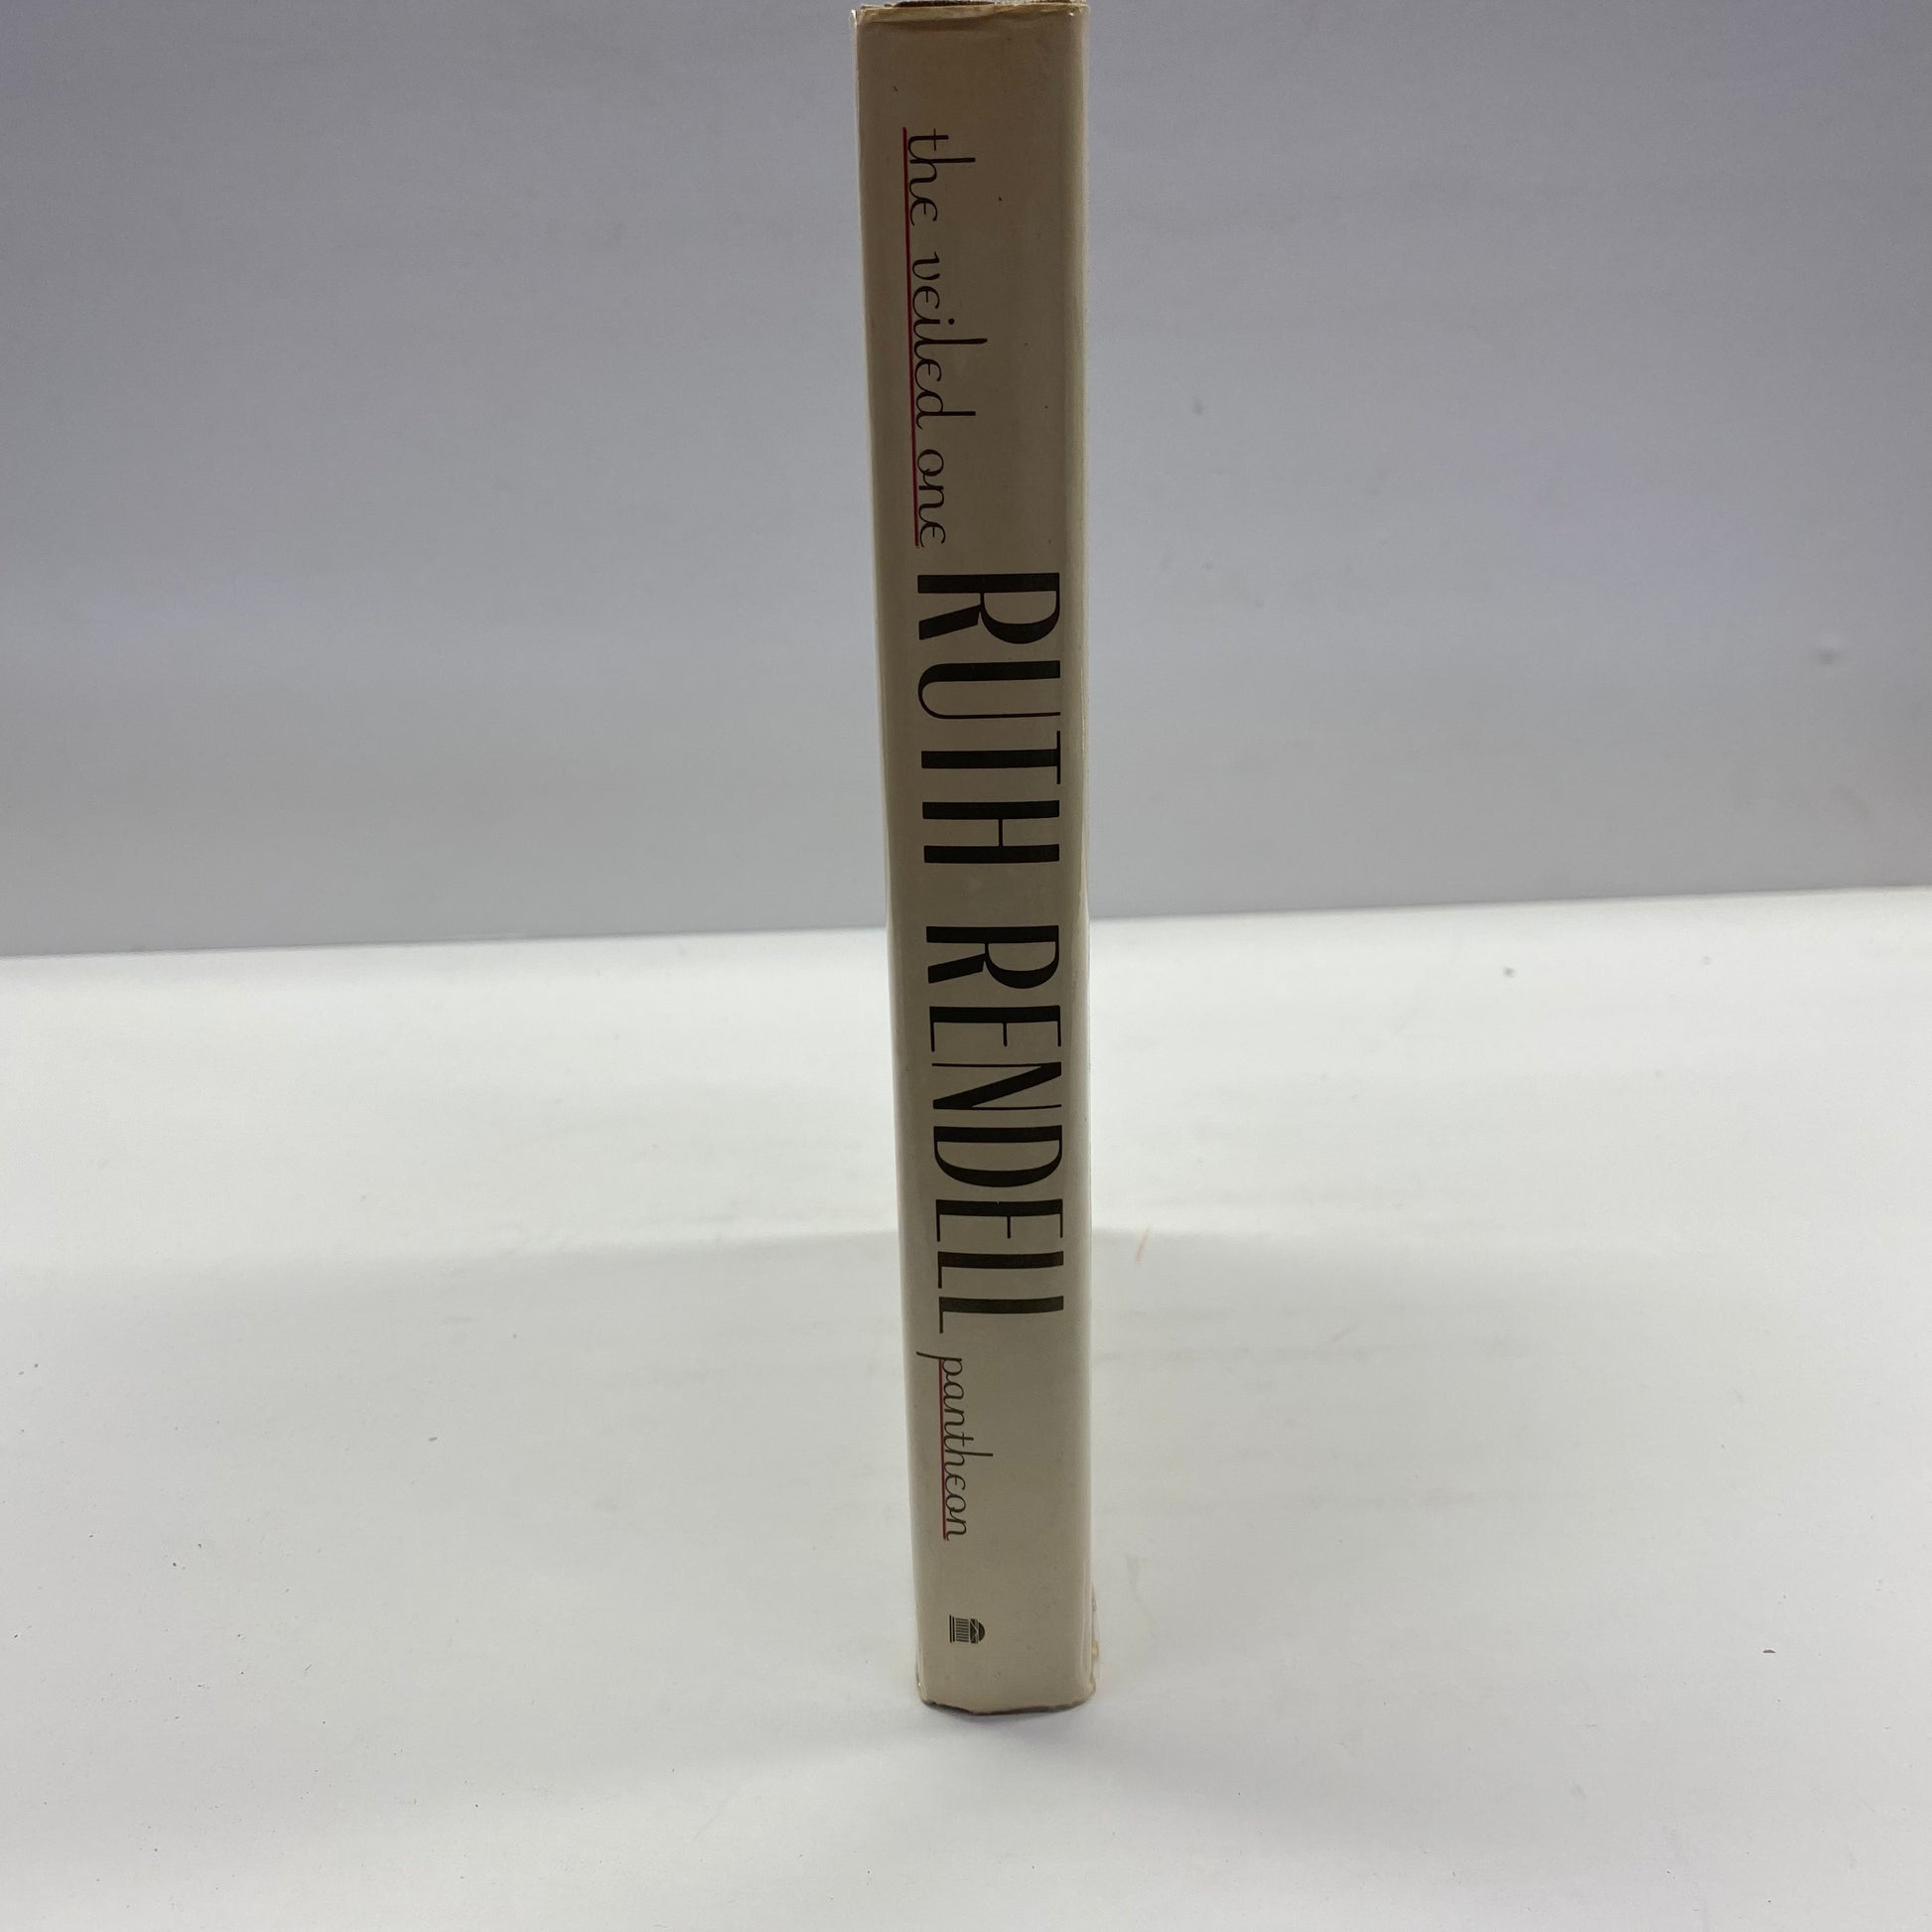 the veiled one
RUTH RENDELL
pantheon